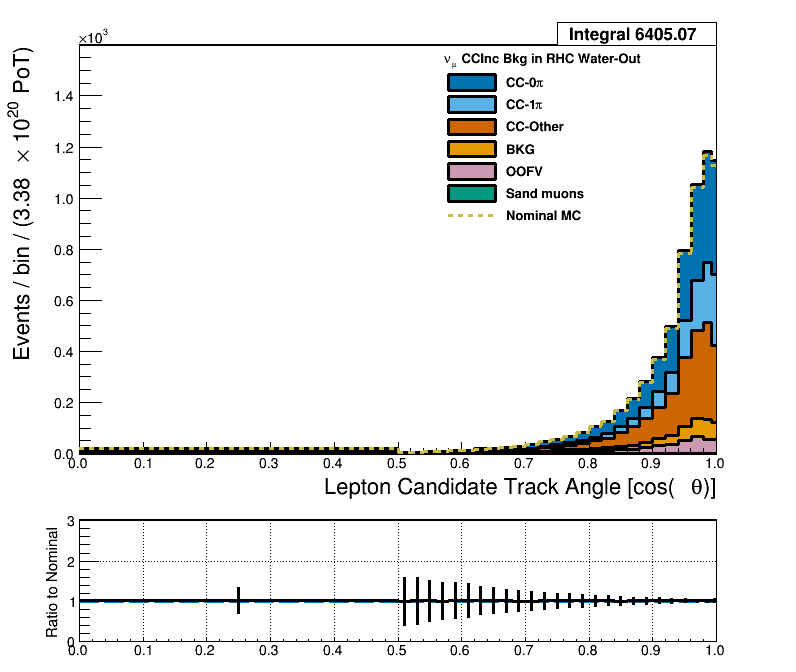 Integral 6405.07
×10³
ν_μ CCInc Bkg in RHC Water-Out
CC-0π
CC-1π
CC-Other
BKG
OOFV
Sand muons
Nominal MC
Events / bin / (3.38 × 10²⁰ PoT)
1.4
1.2
1.0
0.8
0.6
0.4
0.2
0.0
0.0 0.1 0.2 0.3 0.4 0.5 0.6 0.7 0.8 0.9 1.0
Lepton Candidate Track Angle [cos( θ)]
Ratio to Nominal
3
2
1
0
0.0 0.1 0.2 0.3 0.4 0.5 0.6 0.7 0.8 0.9 1.0